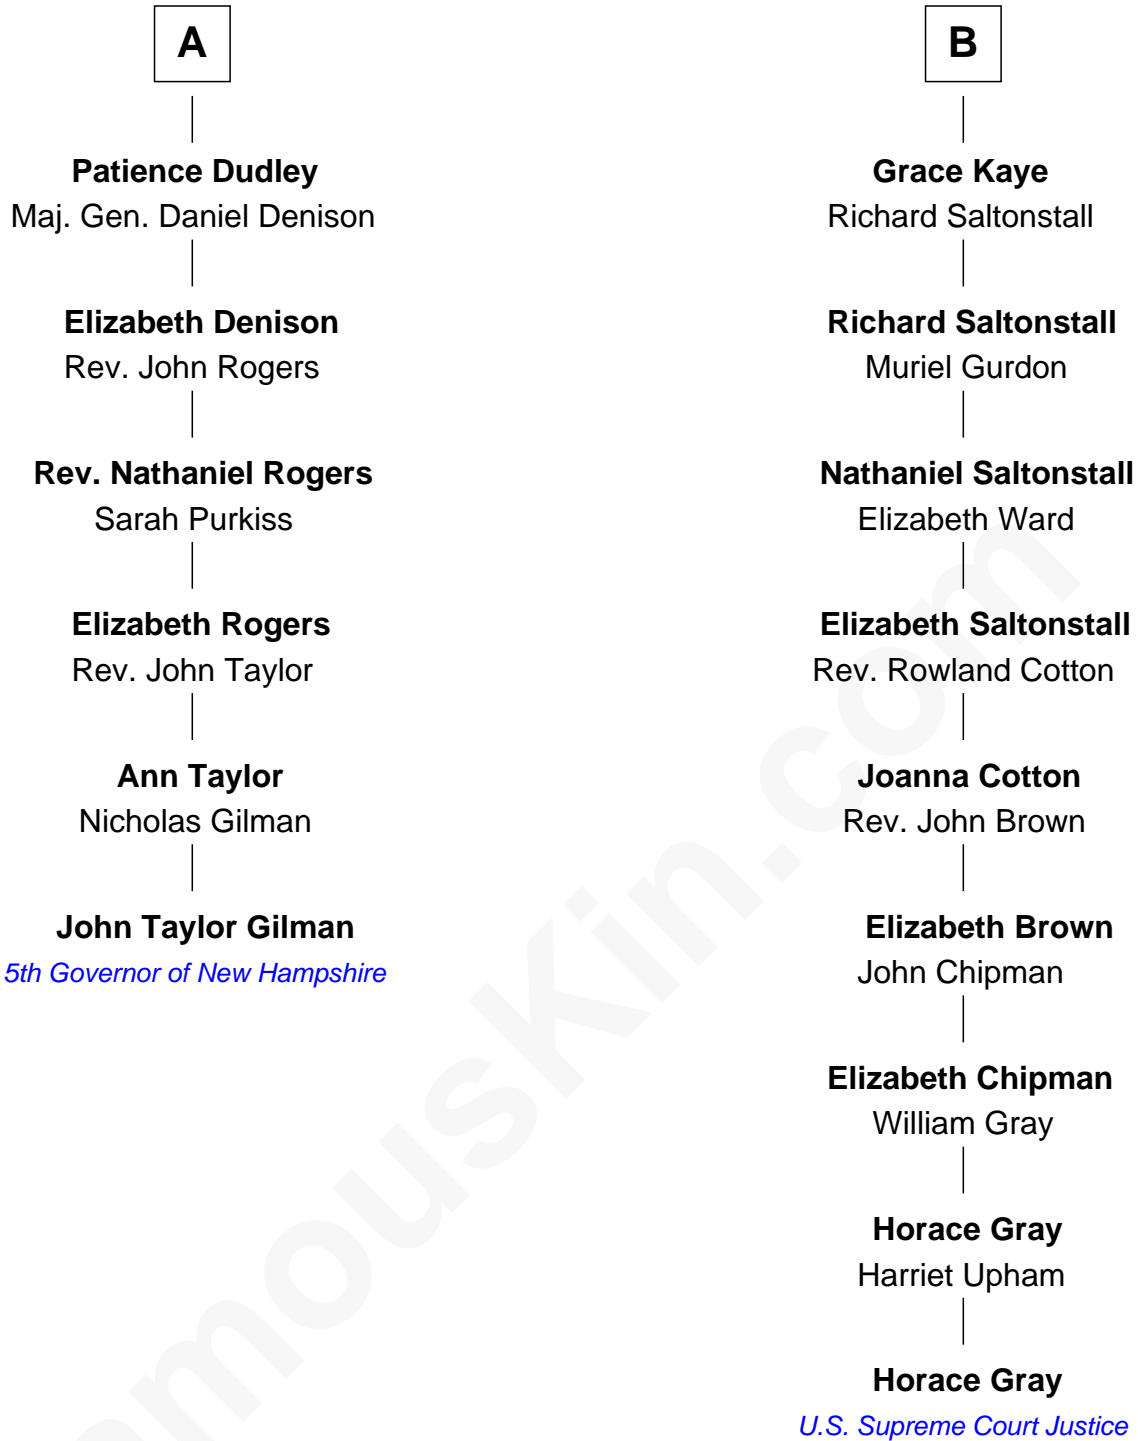 A
Patience Dudley
Maj. Gen. Daniel Denison
Elizabeth Denison
Rev. John Rogers
Rev. Nathaniel Rogers
Sarah Purkiss
Elizabeth Rogers
Rev. John Taylor
Ann Taylor
Nicholas Gilman
John Taylor Gilman
5th Governor of New Hampshire
B
Grace Kaye
Richard Saltonstall
Richard Saltonstall
Muriel Gurdon
Nathaniel Saltonstall
Elizabeth Ward
Elizabeth Saltonstall
Rev. Rowland Cotton
Joanna Cotton
Rev. John Brown
Elizabeth Brown
John Chipman
Elizabeth Chipman
William Gray
Horace Gray
Harriet Upham
Horace Gray
U.S. Supreme Court Justice
amousKin.com